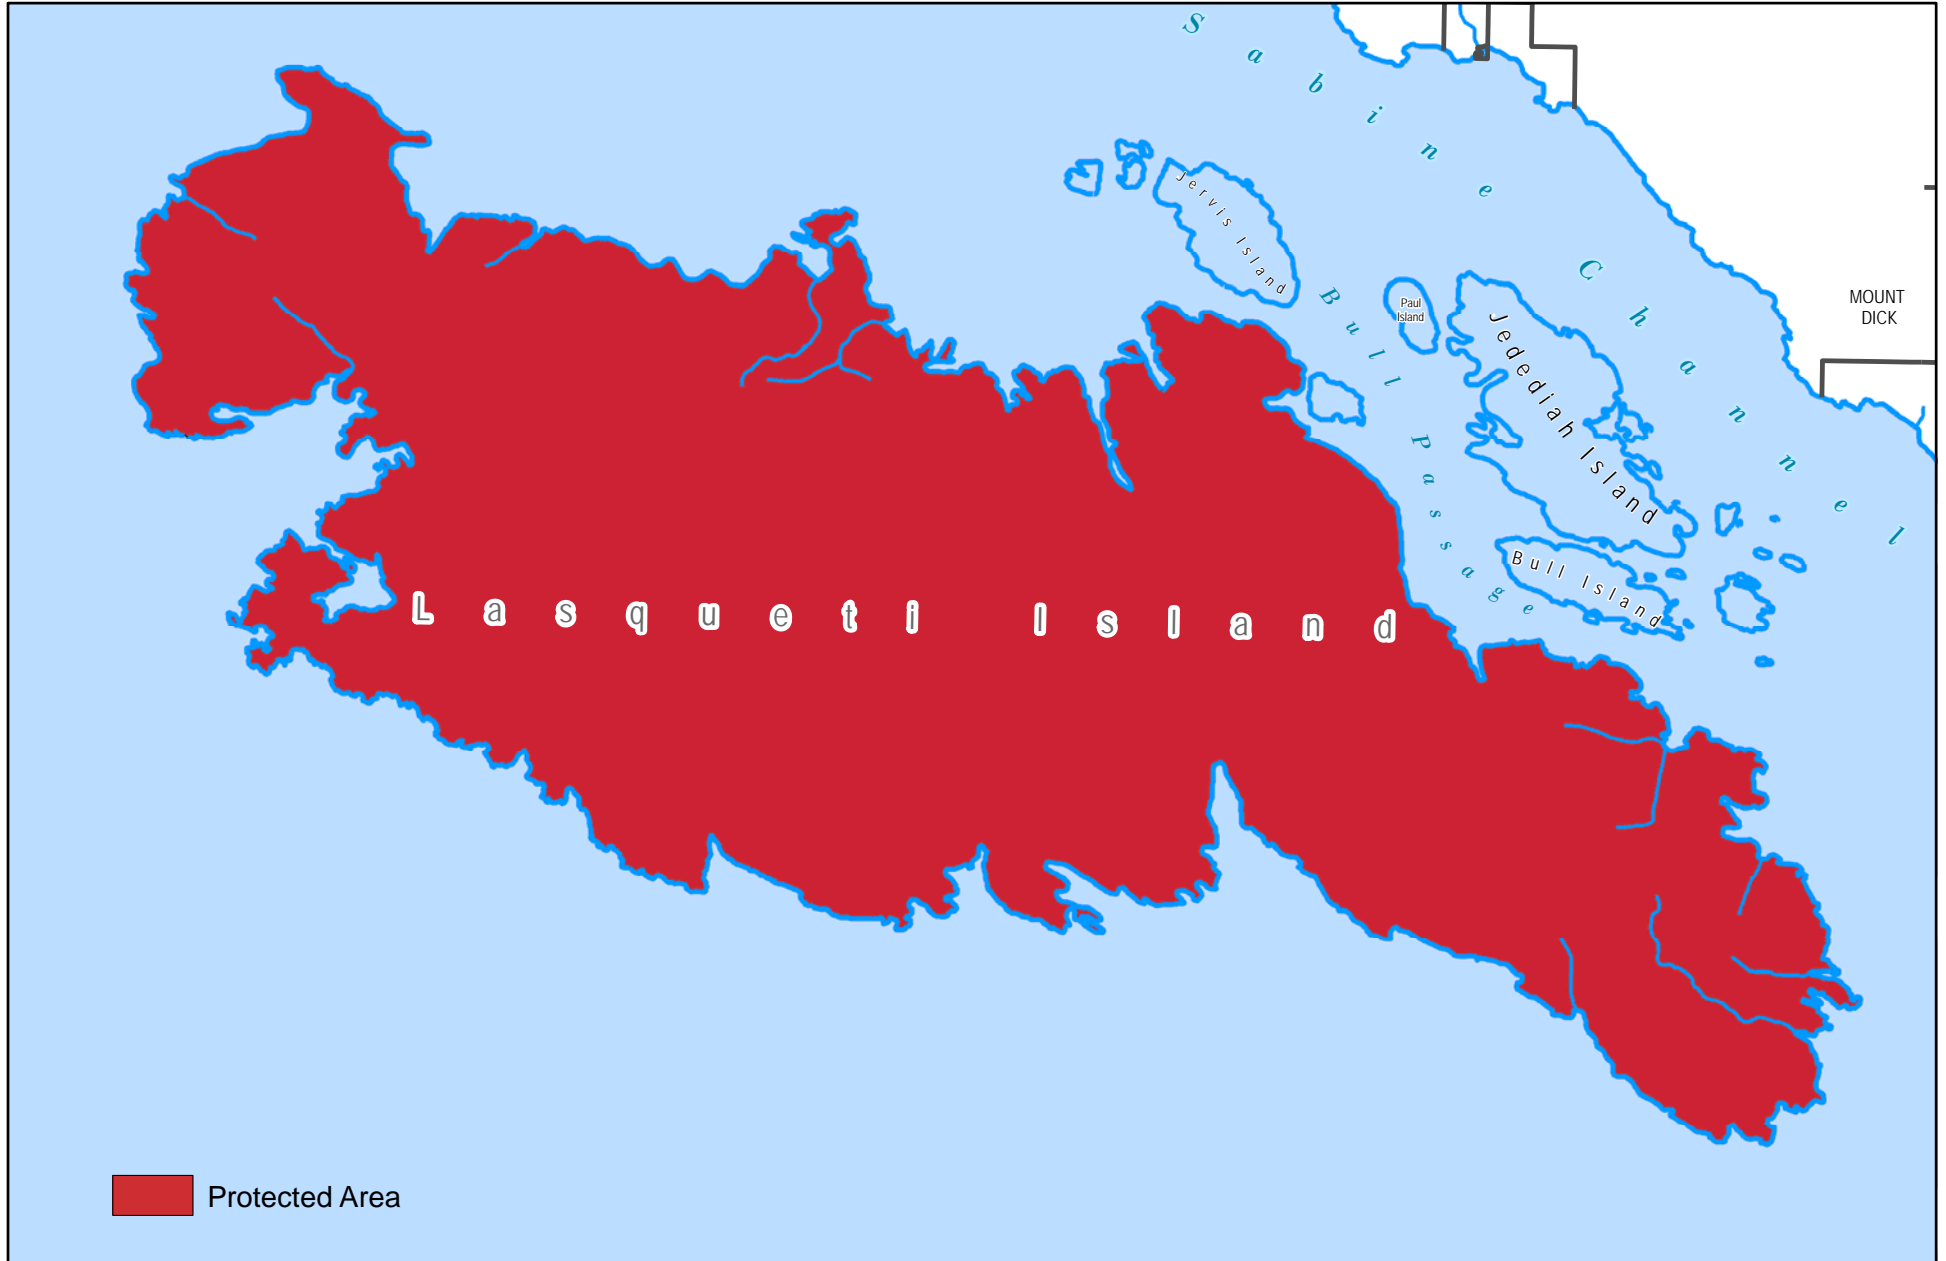 Sabine Channel
Jervis Island
Bull Passage
Paul
Island
MOUNT
DICK
Jedediah Island
Bull Island
Lasqueti Island
Protected Area